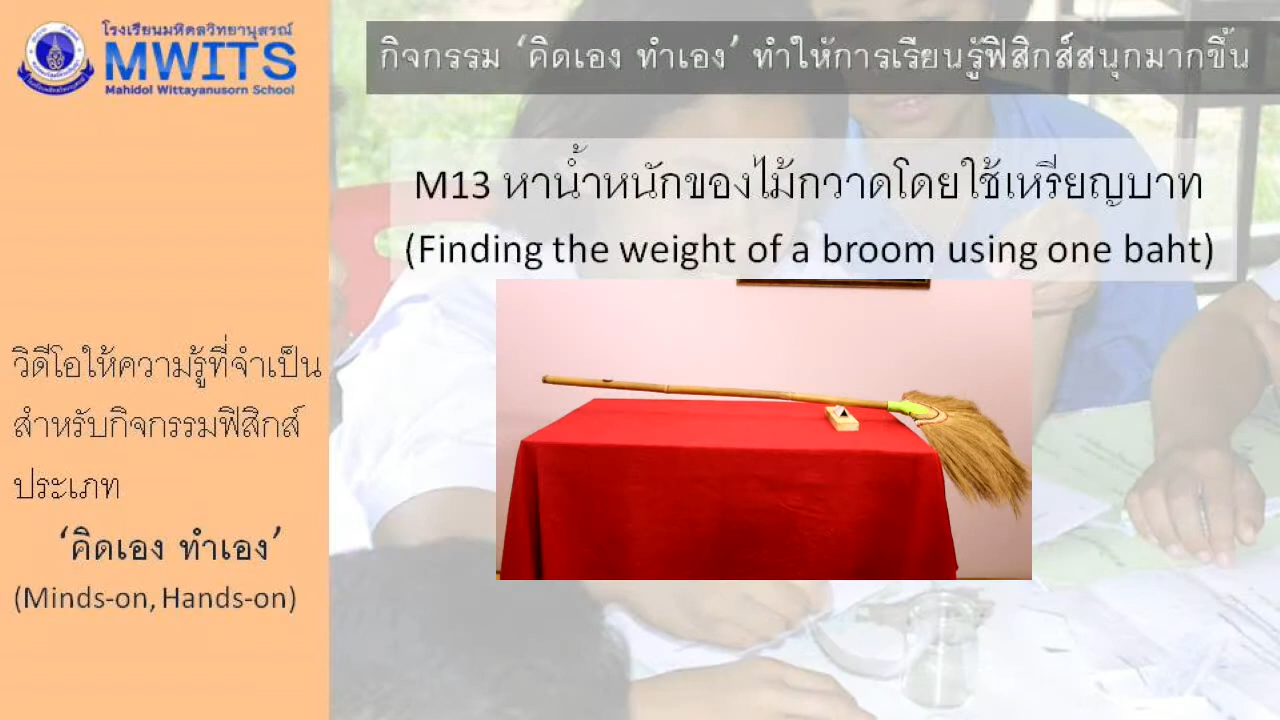 โรงเรียนมหิดลวิทยานุสรณ์
MWITS
Mahidol Wittayanusorn School
กิจกรรม ‘คิดเอง ทำเอง’ ทำให้การเรียนรู้ฟิสิกส์สนุกมากขึ้น
M13 หาน้ำหนักของไม้กวาดโดยใช้เหรียญบาท
(Finding the weight of a broom using one baht)
วิดีโอให้ความรู้ที่จำเป็น
สำหรับกิจกรรมฟิสิกส์
ประเภท
‘คิดเอง ทำเอง’
(Minds-on, Hands-on)